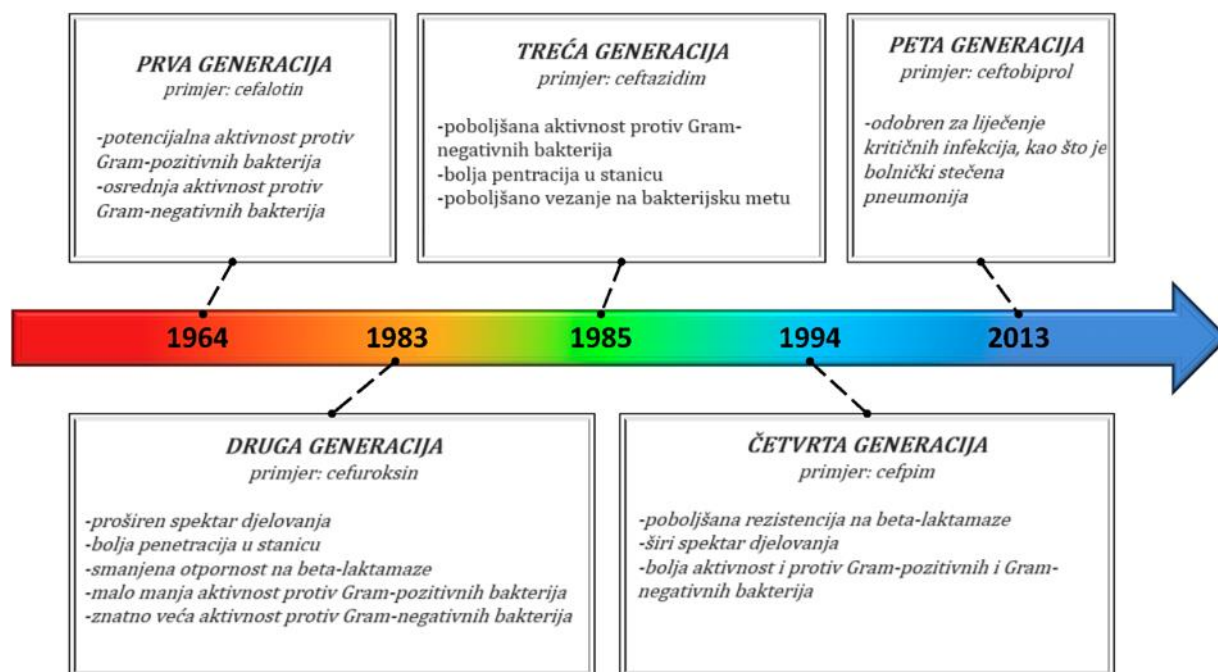 PRVA GENERACIJA
primjer: cefalotin
-potencijalna aktivnost protiv
Gram-pozitivnih bakterija
-osrednja aktivnost protiv
Gram-negativnih bakterija
TREĆA GENERACIJA
primjer: ceftazidim
-poboljšana aktivnost protiv Gram-
negativnih bakterija
-bolja pentracija u stanicu
-poboljšano vezanje na bakterijsku metu
PETA GENERACIJA
primjer: ceftobiprol
-odobren za liječenje
kritičnih infekcija, kao što je
bolnički stečena
pneumonija
1964 1983 1985 1994 2013
DRUGA GENERACIJA
primjer: cefuroksin
-proširen spektar djelovanja
-bolja penetracija u stanicu
-smanjena otpornost na beta-laktamaze
-malo manja aktivnost protiv Gram-pozitivnih bakterija
-znatno veća aktivnost protiv Gram-negativnih bakterija
ČETVRTA GENERACIJA
primjer: cefpim
-poboljšana rezistencija na beta-laktamaze
-širi spektar djelovanja
-bolja aktivnost i protiv Gram-pozitivnih i Gram-
negativnih bakterija